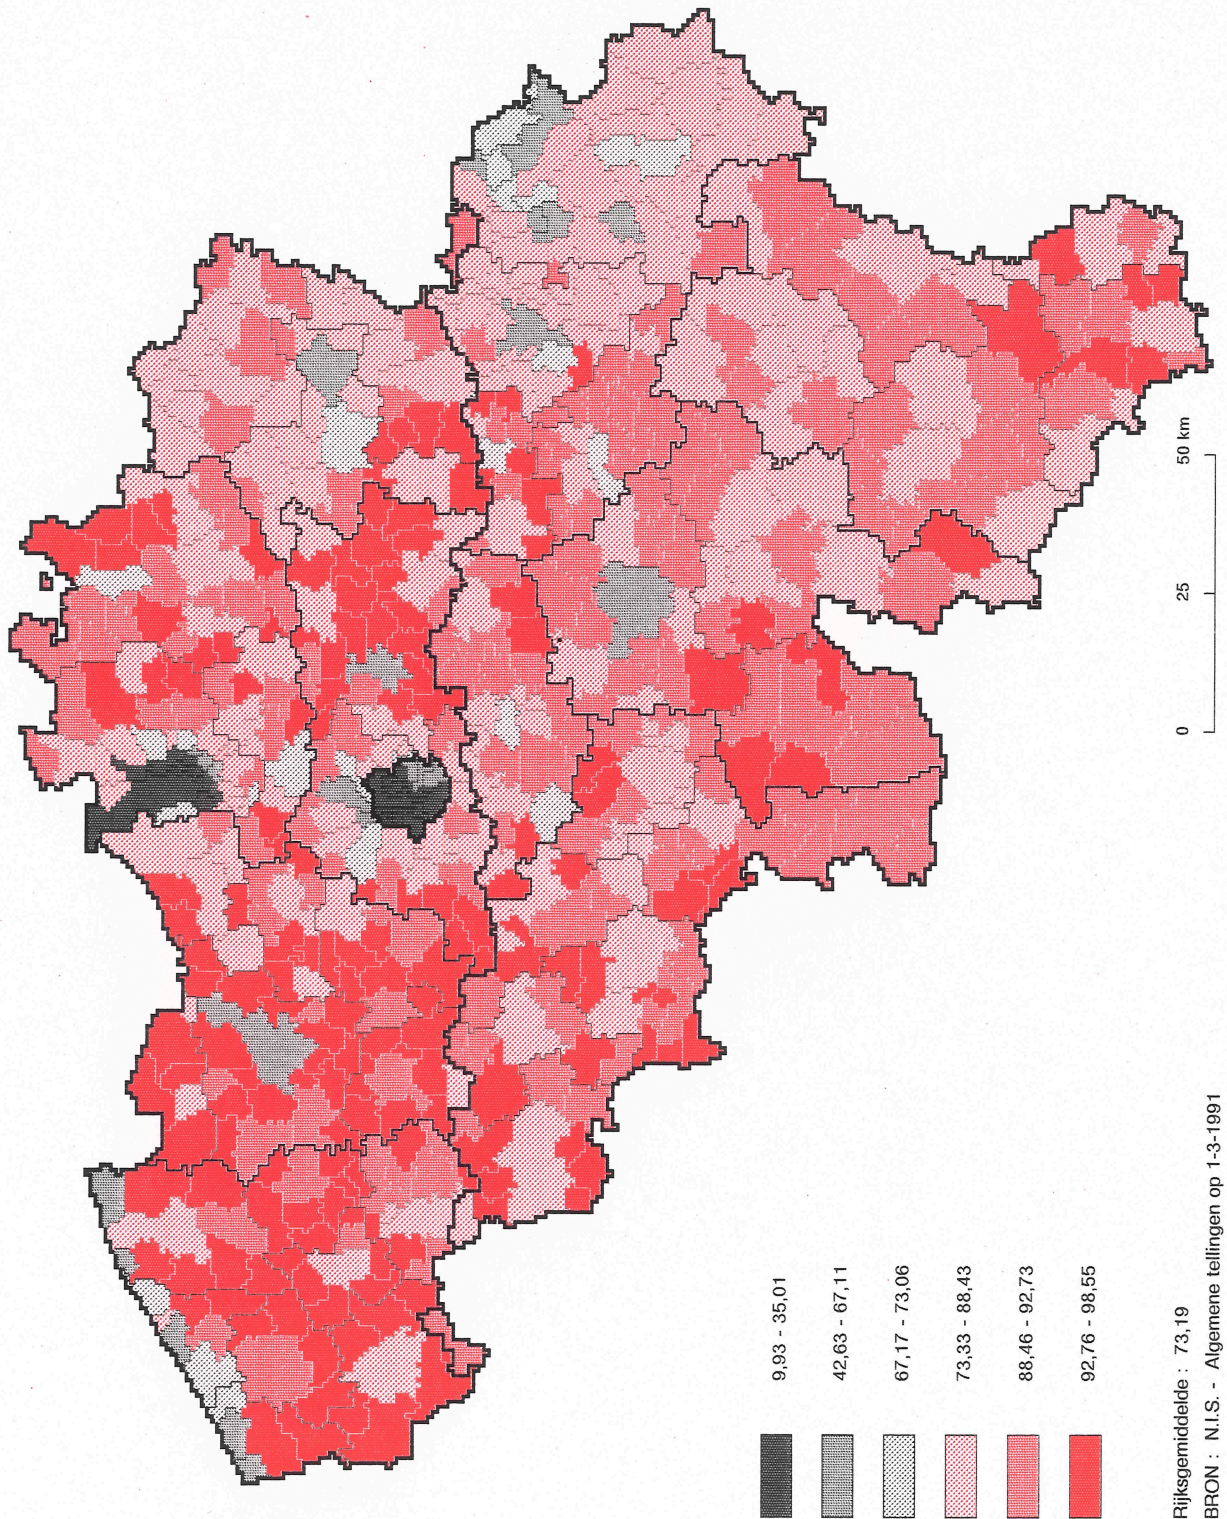 9,93 - 35,01
42,63 - 67,11
67,17 - 73,06
73,33 - 88,43
88,46 - 92,73
92,76 - 98,55
0 25 50 km
Rijksgemiddelde : 73,19
BRON : N.I.S. - Algemene tellingen op 1-3-1991